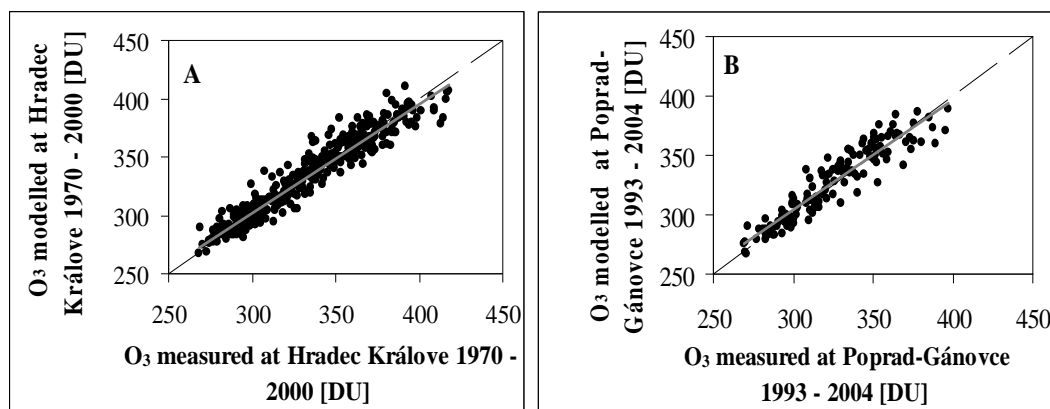 O3 modelled at Hradec
Králove 1970 - 2000 [DU]
450
400
350
300
250
A
250 300 350 400 450
O3 measured at Hradec Králove 1970 -
2000 [DU]
O3 modelled at Poprad-
Gánovce 1993 - 2004 [DU]
450
400
350
300
250
B
250 300 350 400 450
O3 measured at Poprad-Gánovce
1993 - 2004 [DU]